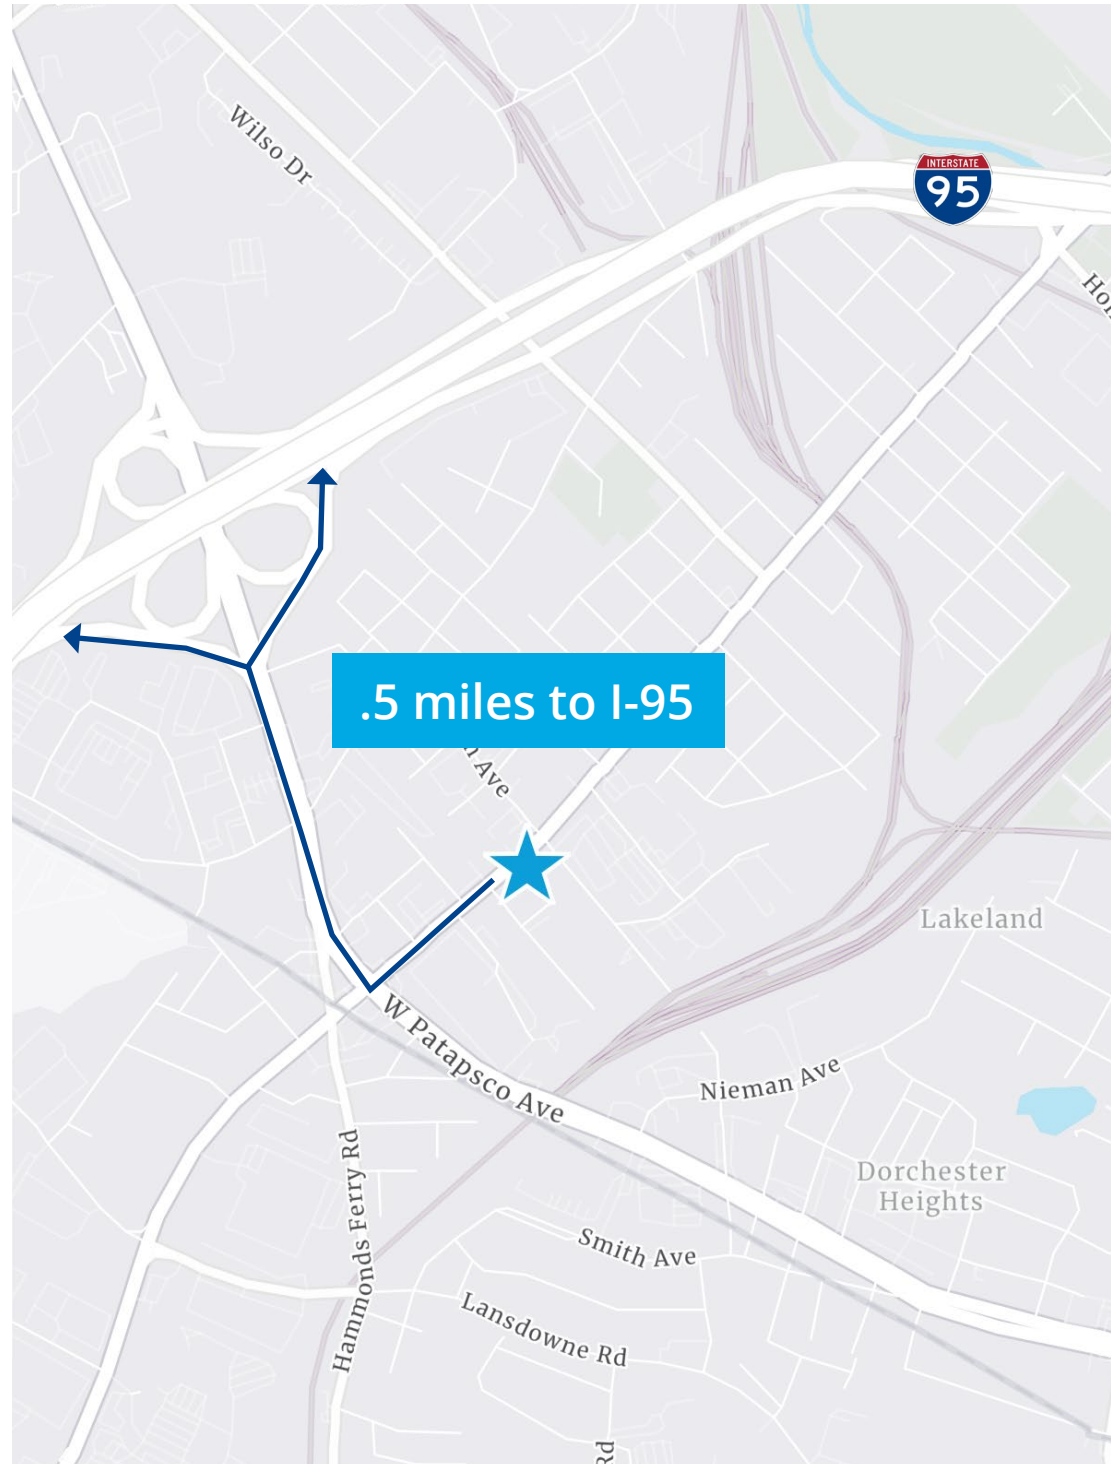 Wilso Dr
INTERSTATE
95
.5 miles to I-95
Ave
Lakeland
W Patapsco Ave
Nieman Ave
Dorchester
Heights
Hammonds Ferry Rd
Smith Ave
Lansdowne Rd
Rd